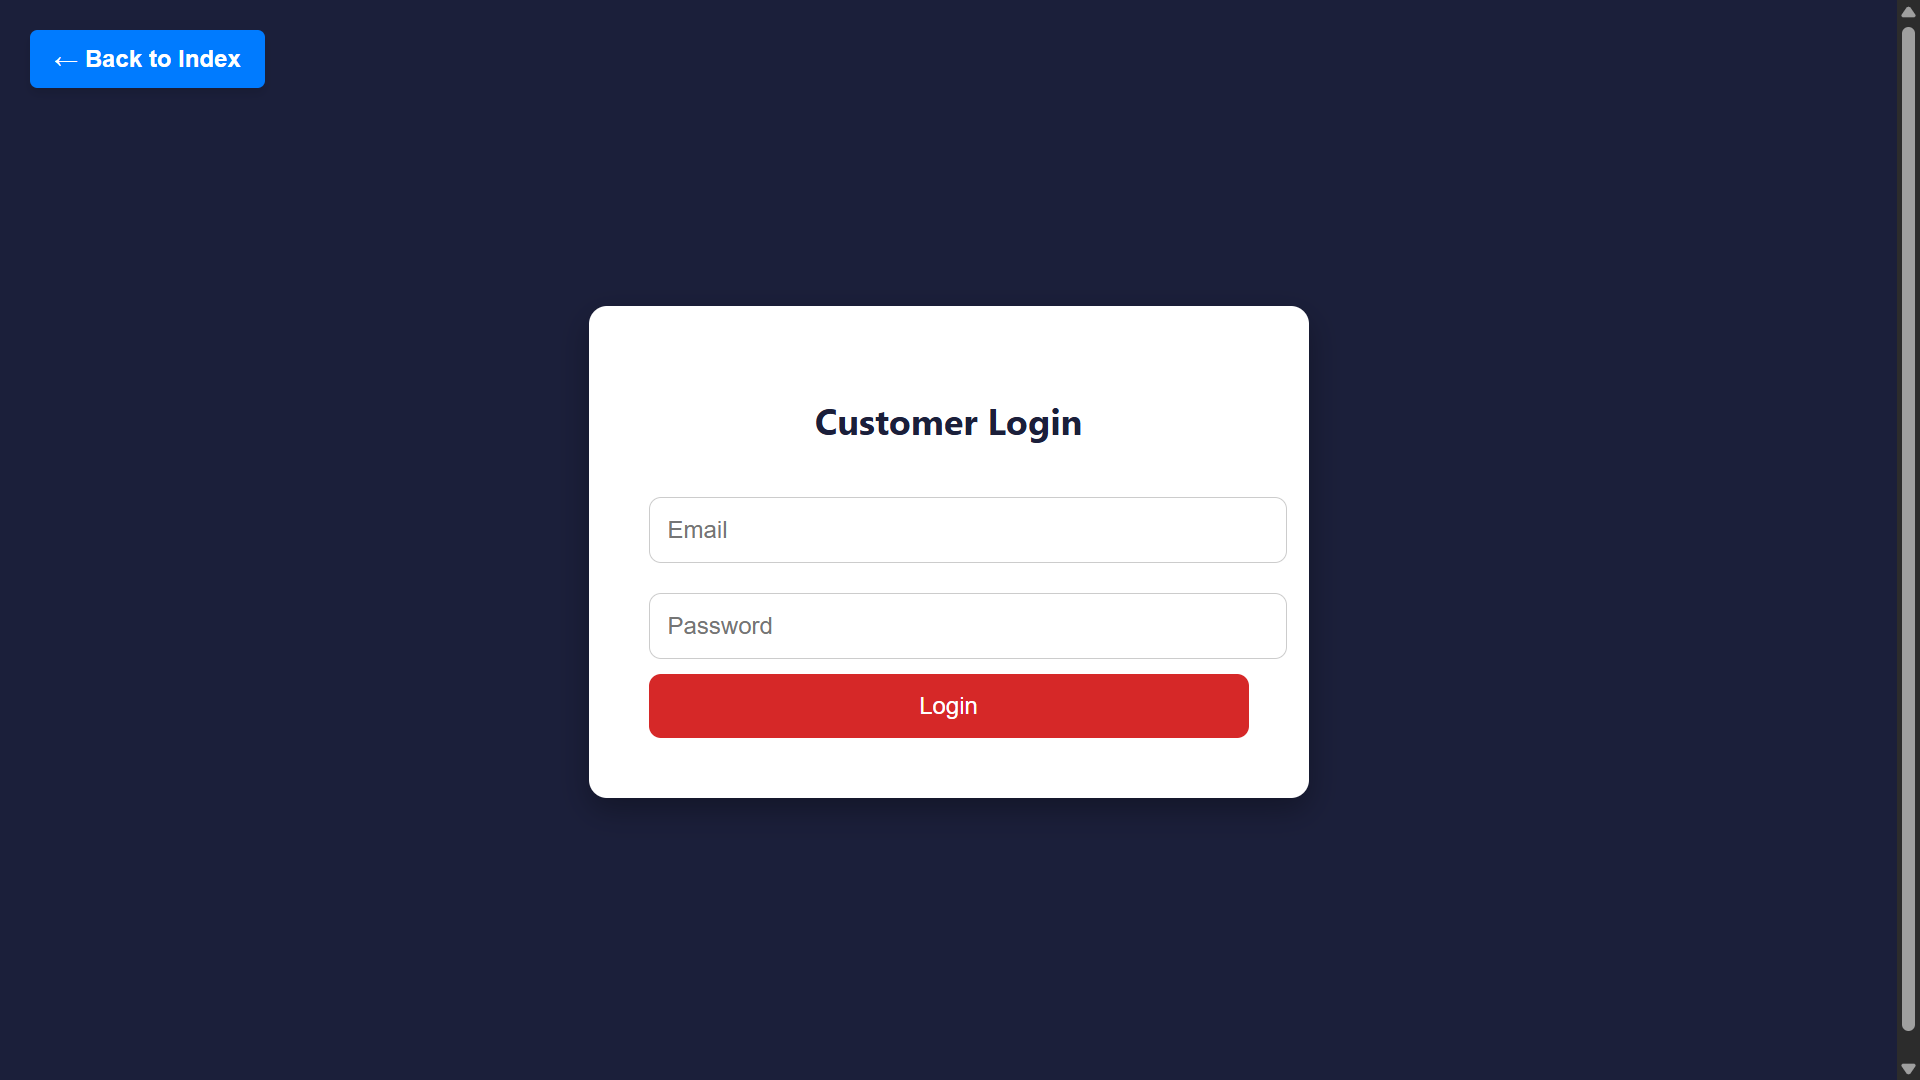 ← Back to Index
Customer Login
Email
Password
Login